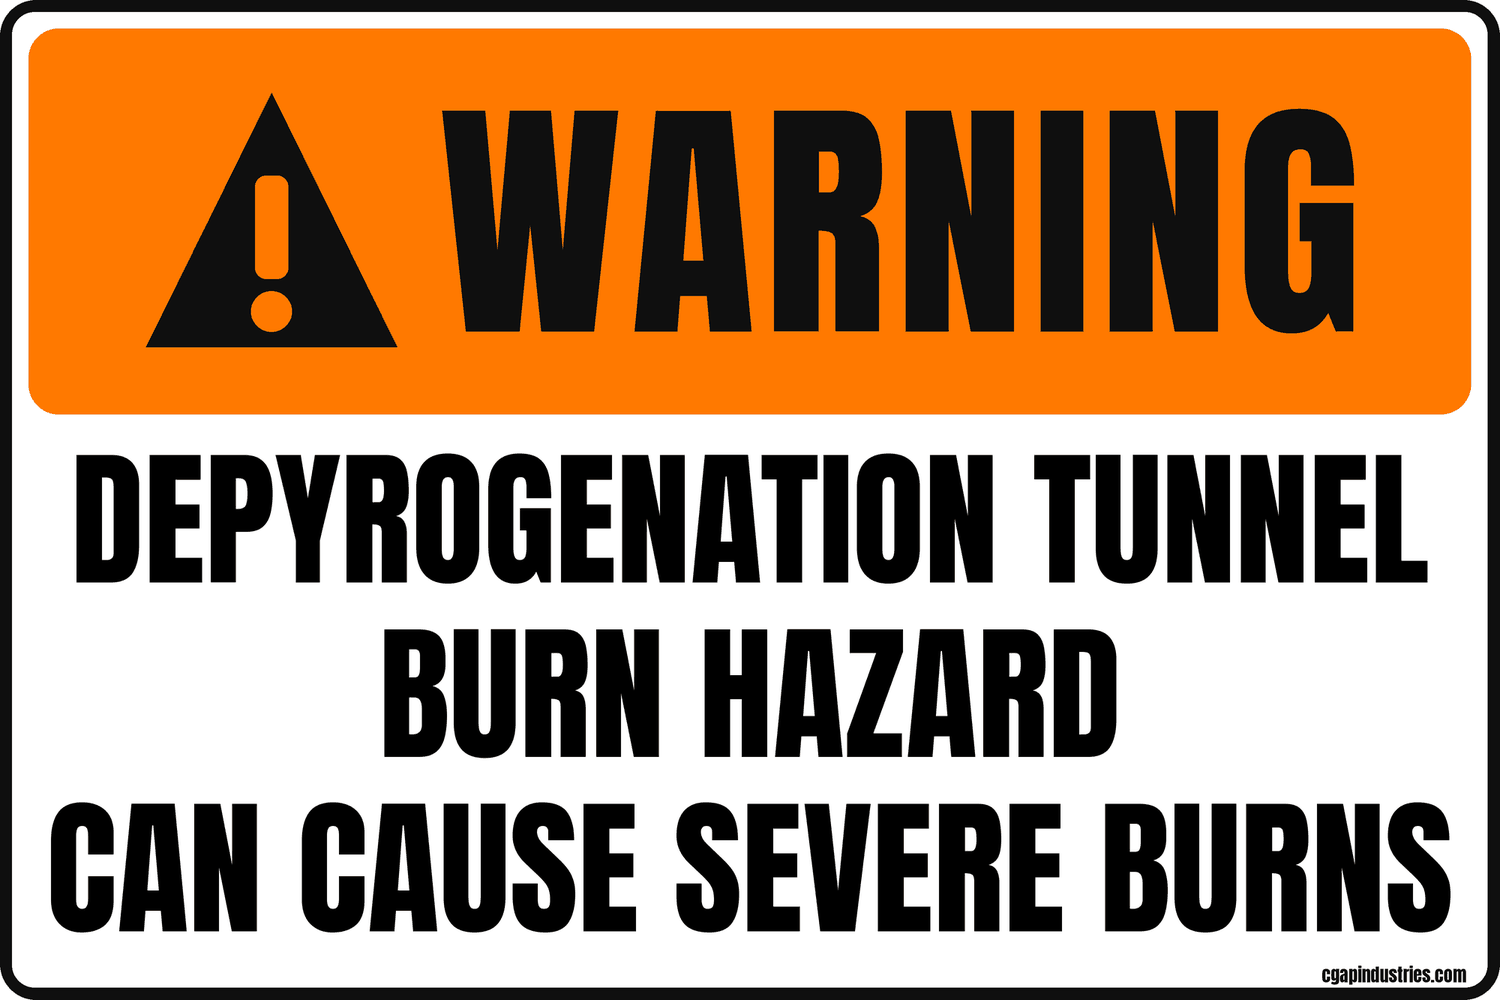 WARNING
DEPYROGENATION TUNNEL
BURN HAZARD
CAN CAUSE SEVERE BURNS
cgapindustries.com